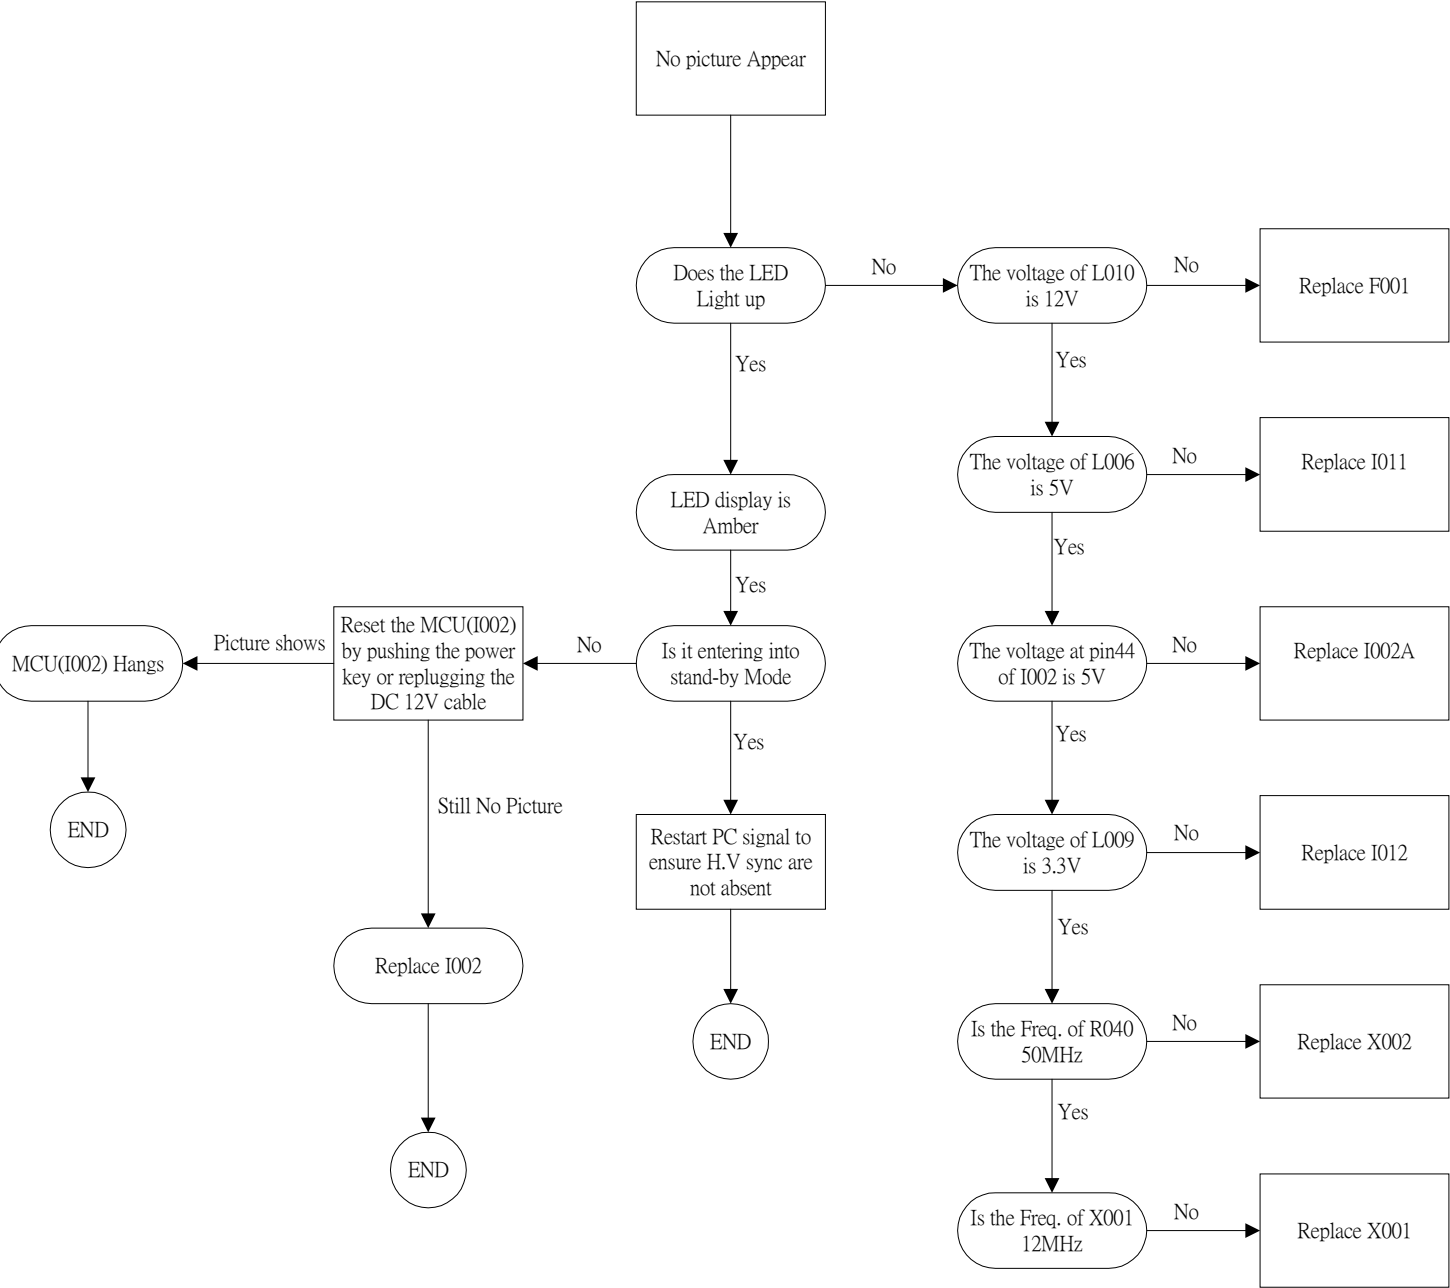 No picture Appear
Does the LED
Light up
No
The voltage of L010
is 12V
No
Replace F001
Yes
Yes
The voltage of L006
is 5V
No
Replace I011
LED display is
Amber
Yes
Yes
Reset the MCU(I002)
by pushing the power
key or replugging the
DC 12V cable
Picture shows
MCU(I002) Hangs
No
Is it entering into
stand-by Mode
The voltage at pin44
of I002 is 5V
No
Replace I002A
Yes
Yes
Still No Picture
END
Restart PC signal to
ensure H.V sync are
not absent
The voltage of L009
is 3.3V
No
Replace I012
Yes
Replace I002
END
Is the Freq. of R040
50MHz
No
Replace X002
Yes
END
Is the Freq. of X001
12MHz
No
Replace X001